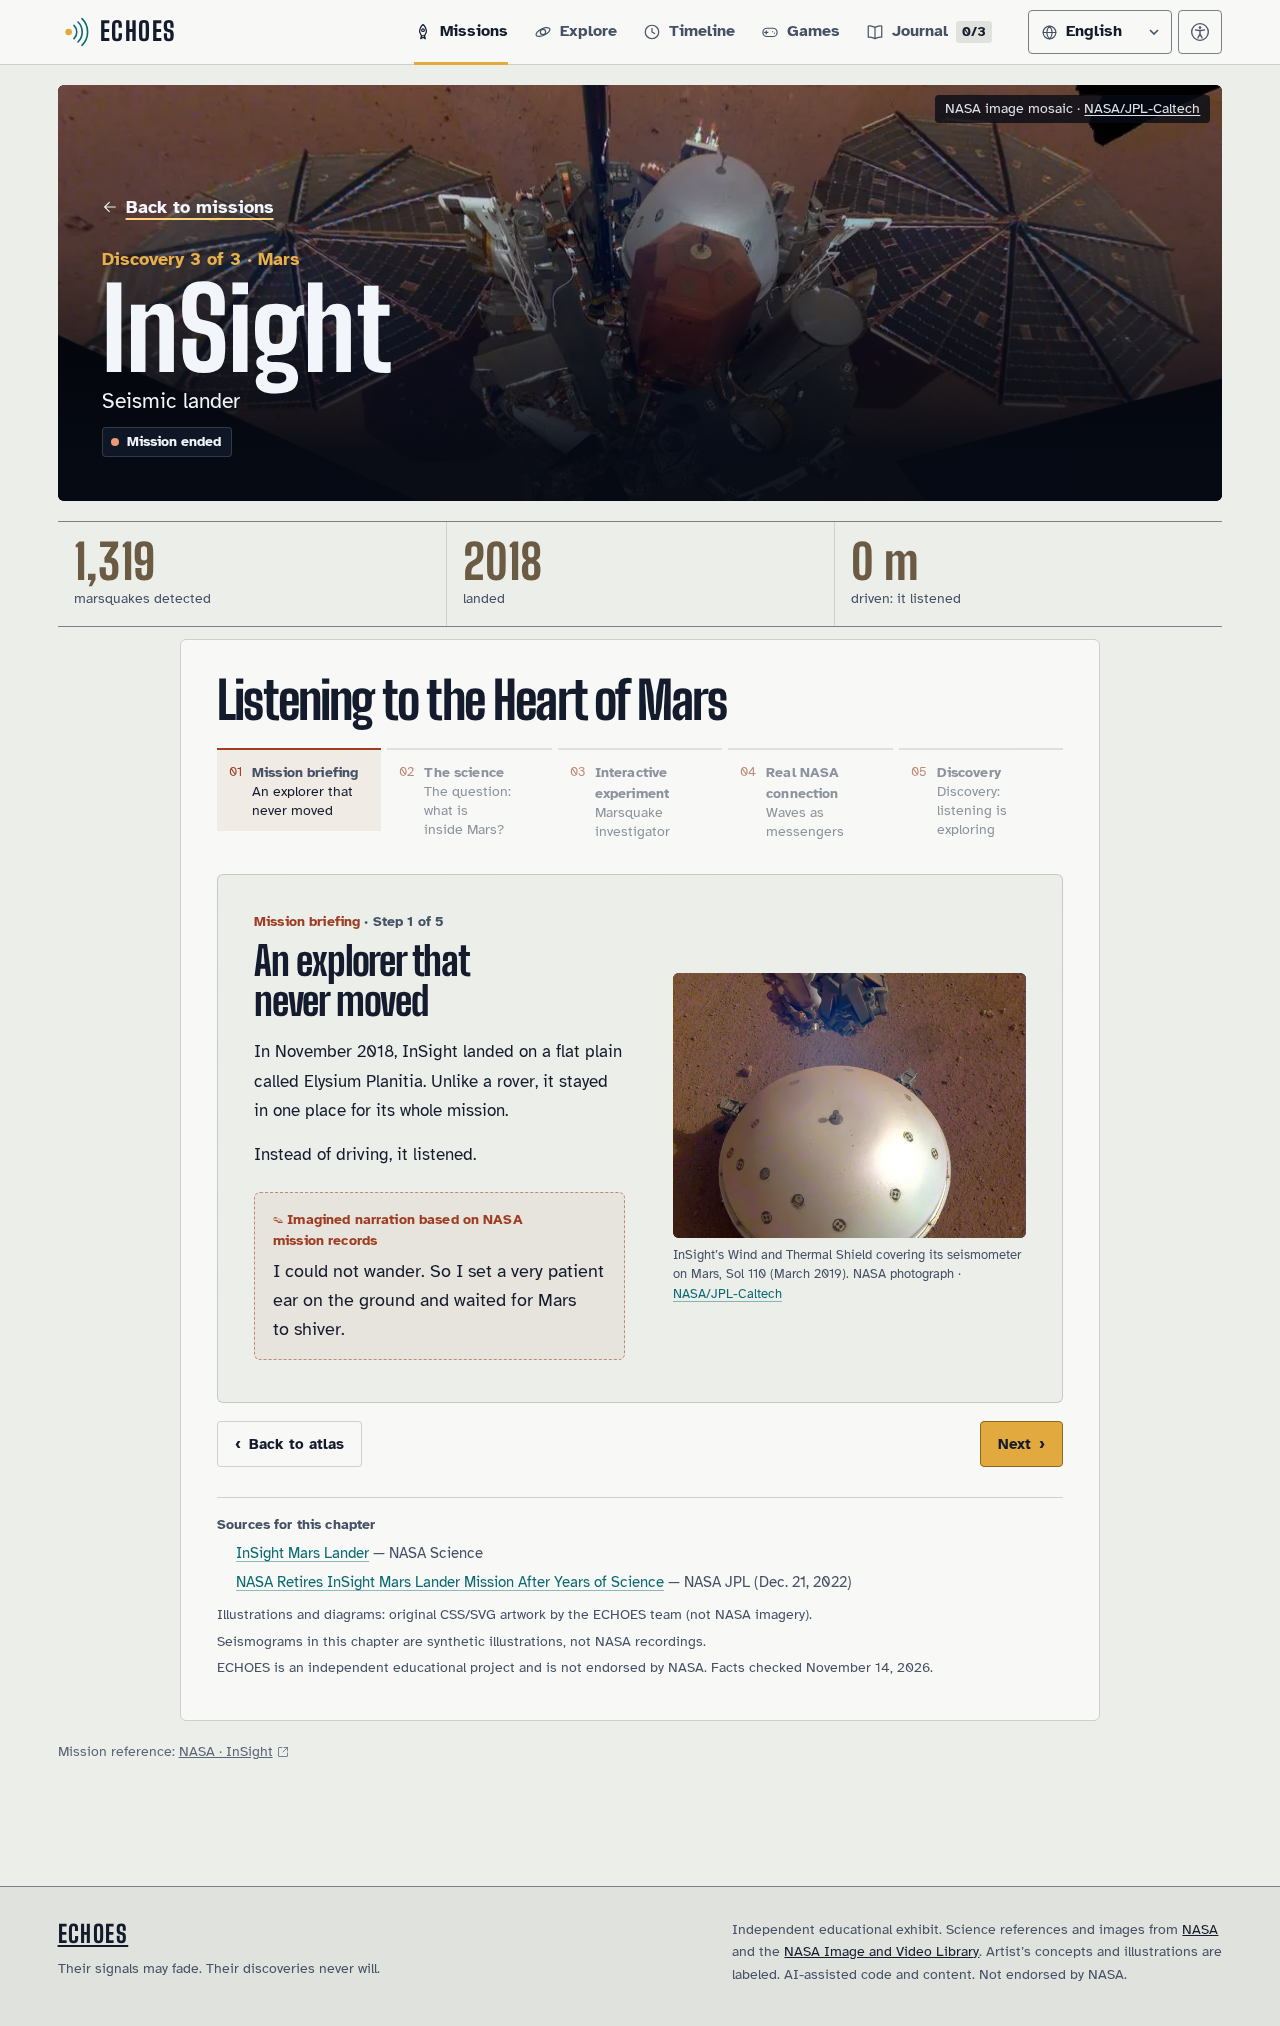 ECHOES
Missions
Explore
Timeline
Games
Journal 0/3
English
NASA image mosaic · NASA/JPL-Caltech
← Back to missions
Discovery 3 of 3 · Mars
InSight
Seismic lander
Mission ended
1,319
marsquakes detected
2018
landed
0 m
driven: it listened
Listening to the Heart of Mars
01 Mission briefing
An explorer that
never moved
02 The science
The question:
what is
inside Mars?
03 Interactive
experiment
Marsquake
investigator
04 Real NASA
connection
Waves as
messengers
05 Discovery
Discovery:
listening is
exploring
Mission briefing · Step 1 of 5
An explorer that
never moved
In November 2018, InSight landed on a flat plain
called Elysium Planitia. Unlike a rover, it stayed
in one place for its whole mission.
Instead of driving, it listened.
Imagined narration based on NASA
mission records
I could not wander. So I set a very patient
ear on the ground and waited for Mars
to shiver.
InSight's Wind and Thermal Shield covering its seismometer
on Mars, Sol 110 (March 2019). NASA photograph ·
NASA/JPL-Caltech
‹ Back to atlas
Next ›
Sources for this chapter
InSight Mars Lander — NASA Science
NASA Retires InSight Mars Lander Mission After Years of Science — NASA JPL (Dec. 21, 2022)
Illustrations and diagrams: original CSS/SVG artwork by the ECHOES team (not NASA imagery).
Seismograms in this chapter are synthetic illustrations, not NASA recordings.
ECHOES is an independent educational project and is not endorsed by NASA. Facts checked November 14, 2026.
Mission reference: NASA · InSight
ECHOES
Their signals may fade. Their discoveries never will.
Independent educational exhibit. Science references and images from NASA
and the NASA Image and Video Library. Artist's concepts and illustrations are
labeled. AI-assisted code and content. Not endorsed by NASA.